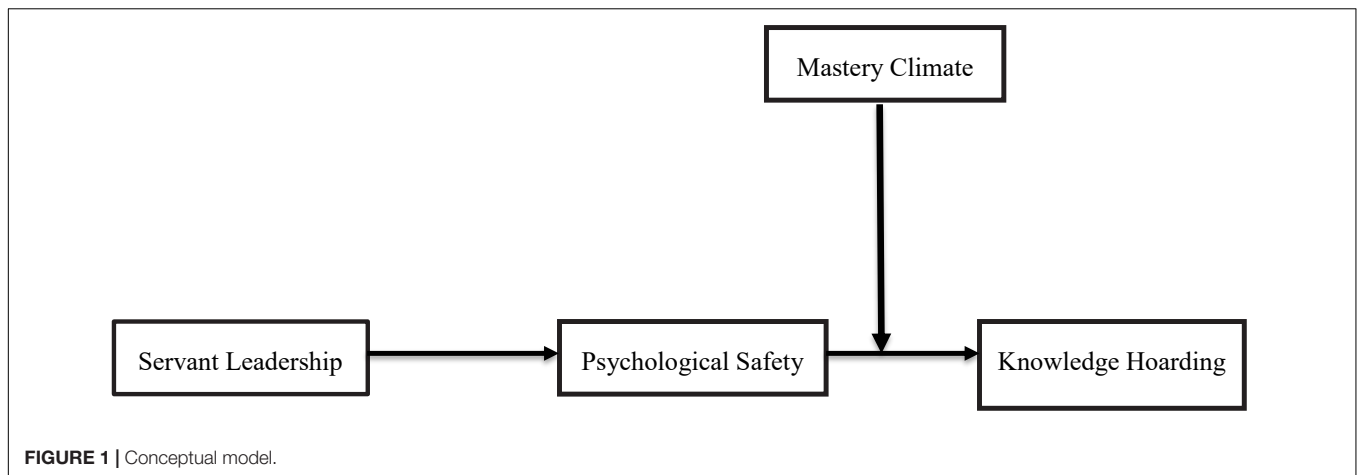 Mastery Climate
Servant Leadership
Psychological Safety
Knowledge Hoarding
FIGURE 1 | Conceptual model.